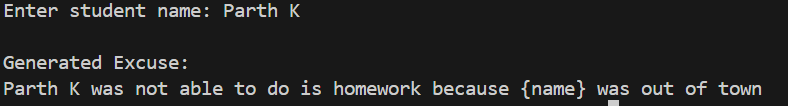 Enter student name: Parth K
Generated Excuse:
Parth K was not able to do is homework because {name} was out of town